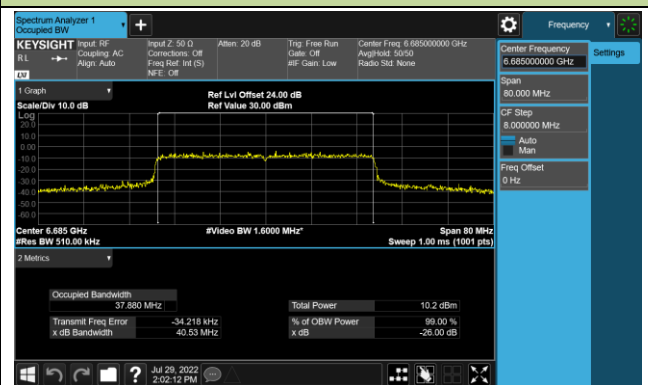 Spectrum Analyzer 1
Occupied BW
Frequency
KEYSIGHT
Input: RF
Input Z: 50 Ω
Atten: 20 dB
Trig: Free Run
Center Freq: 6.685000000 GHz
RL
Coupling: AC
Corrections: Off
Gate: Off
Avg|Hold: 50/50
Align: Auto
Freq Ref: Int (S)
#IF Gain: Low
Radio Std: None
NFE: Off
LXI
Center Frequency
6.685000000 GHz
Settings
Span
80.000 MHz
CF Step
8.000000 MHz
Auto
Man
Freq Offset
0 Hz
1 Graph
Ref Lvl Offset 24.00 dB
Scale/Div 10.0 dB
Ref Value 30.00 dBm
Log
20.0
10.0
0.00
-10.0
-20.0
-30.0
-40.0
-50.0
-60.0
Center 6.685 GHz
#Video BW 1.6000 MHz*
Span 80 MHz
#Res BW 510.00 kHz
Sweep 1.00 ms (1001 pts)
2 Metrics
Occupied Bandwidth
37.880 MHz
Total Power
10.2 dBm
Transmit Freq Error
-34.218 kHz
% of OBW Power
99.00 %
x dB Bandwidth
40.53 MHz
x dB
-26.00 dB
?
Jul 29, 2022
2:02:12 PM